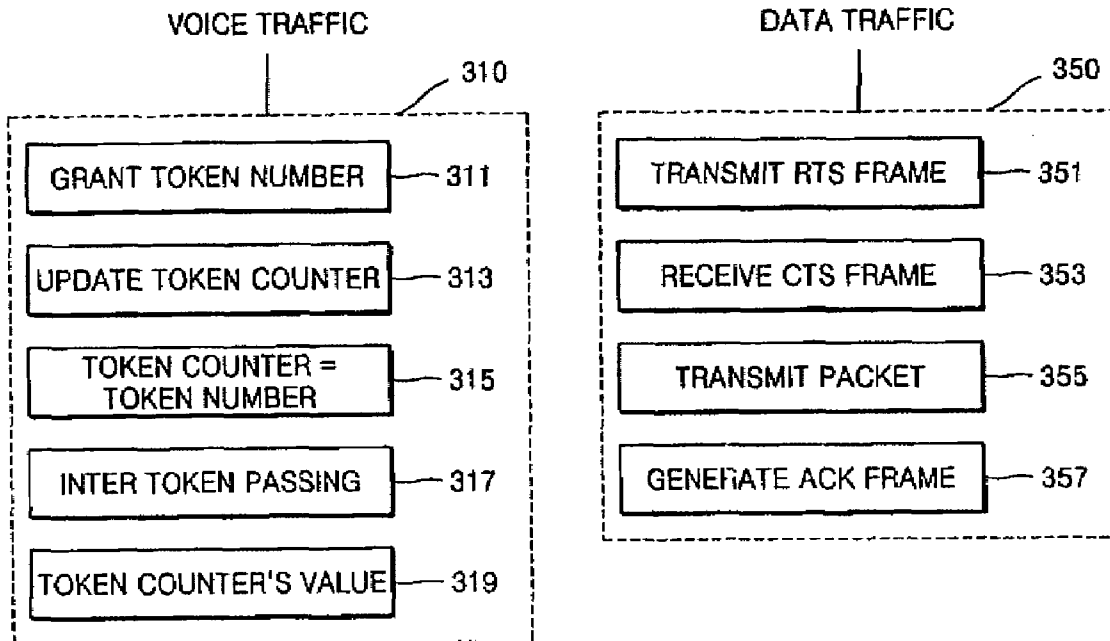 VOICE TRAFFIC
310
GRANT TOKEN NUMBER
311
UPDATE TOKEN COUNTER
313
TOKEN COUNTER =
TOKEN NUMBER
315
INTER TOKEN PASSING
317
TOKEN COUNTER'S VALUE
319
DATA TRAFFIC
350
TRANSMIT RTS FRAME
351
RECEIVE CTS FRAME
353
TRANSMIT PACKET
355
GENERATE ACK FRAME
357